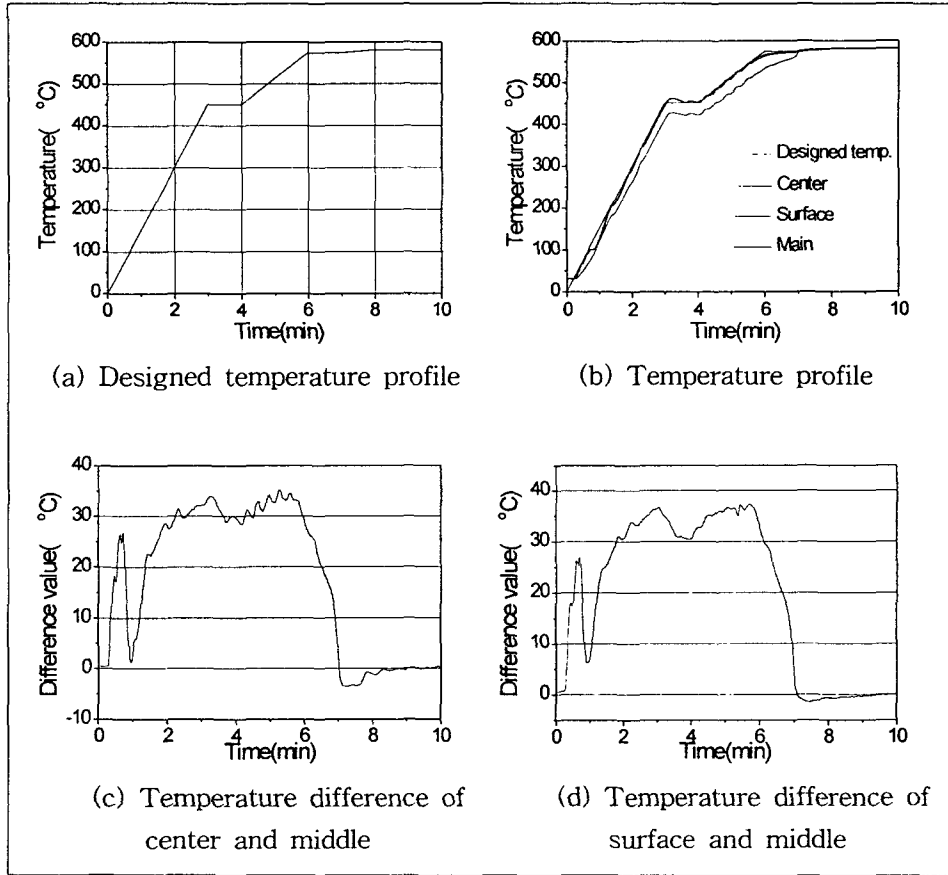 600
500
400
300
200
100
0
Temperature( °C)
0 2 4 6 8 10
Time(min)
(a) Designed temperature profile
600
500
400
300
200
100
0
Temperature( °C)
Designed temp.
Center
Surface
Main
0 2 4 6 8 10
Time(min)
(b) Temperature profile
40
30
20
10
0
-10
Difference value( °C)
0 2 4 6 8 10
Time(min)
(c) Temperature difference of
center and middle
40
30
20
10
0
Difference value( °C)
0 2 4 6 8 10
Time(min)
(d) Temperature difference of
surface and middle